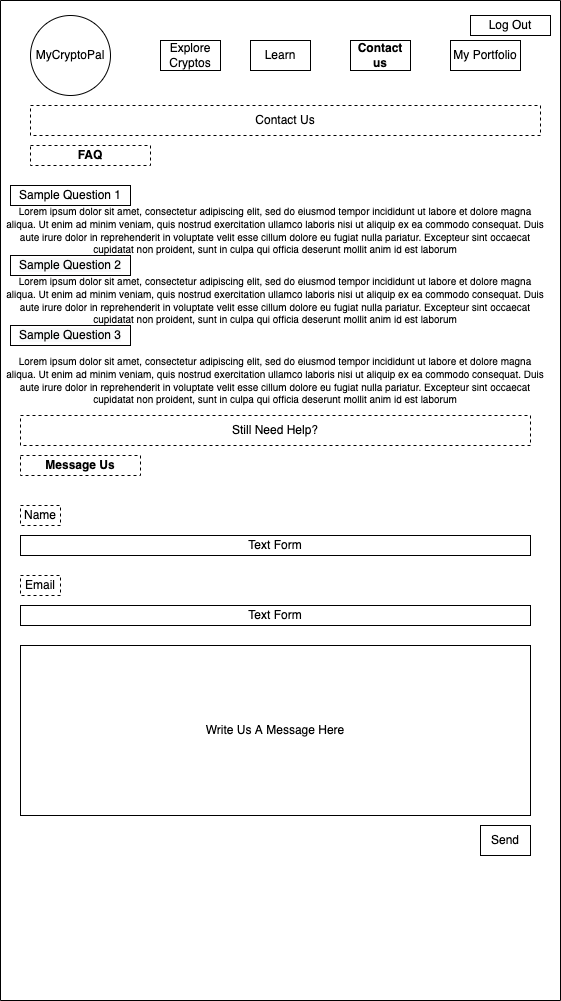 Log Out
MyCryptoPal
Explore
Cryptos
Learn
Contact
us
My Portfolio
Contact Us
FAQ
Sample Question 1
Lorem ipsum dolor sit amet, consectetur adipiscing elit, sed do eiusmod tempor incididunt ut labore et dolore magna
aliqua. Ut enim ad minim veniam, quis nostrud exercitation ullamco laboris nisi ut aliquip ex ea commodo consequat. Duis
aute irure dolor in reprehenderit in voluptate velit esse cillum dolore eu fugiat nulla pariatur. Excepteur sint occaecat
cupidatat non proident, sunt in culpa qui officia deserunt mollit anim id est laborum
Sample Question 2
Lorem ipsum dolor sit amet, consectetur adipiscing elit, sed do eiusmod tempor incididunt ut labore et dolore magna
aliqua. Ut enim ad minim veniam, quis nostrud exercitation ullamco laboris nisi ut aliquip ex ea commodo consequat. Duis
aute irure dolor in reprehenderit in voluptate velit esse cillum dolore eu fugiat nulla pariatur. Excepteur sint occaecat
cupidatat non proident, sunt in culpa qui officia deserunt mollit anim id est laborum
Sample Question 3
Lorem ipsum dolor sit amet, consectetur adipiscing elit, sed do eiusmod tempor incididunt ut labore et dolore magna
aliqua. Ut enim ad minim veniam, quis nostrud exercitation ullamco laboris nisi ut aliquip ex ea commodo consequat. Duis
aute irure dolor in reprehenderit in voluptate velit esse cillum dolore eu fugiat nulla pariatur. Excepteur sint occaecat
cupidatat non proident, sunt in culpa qui officia deserunt mollit anim id est laborum
Still Need Help?
Message Us
Name
Text Form
Email
Text Form
Write Us A Message Here
Send